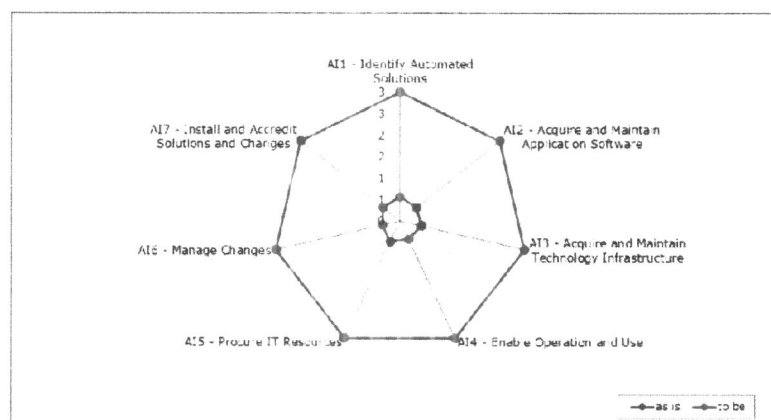 AI1 - Identify Automated
Solutions
3
3
2
2
1
1
AI7 - Install and Accredit
Solutions and Changes
AI2 - Acquire and Maintain
Application Software
AI6 - Manage Changes
AI3 - Acquire and Maintain
Technology Infrastructure
AI5 - Procure IT Resources
AI4 - Enable Operation and Use
as is
to be